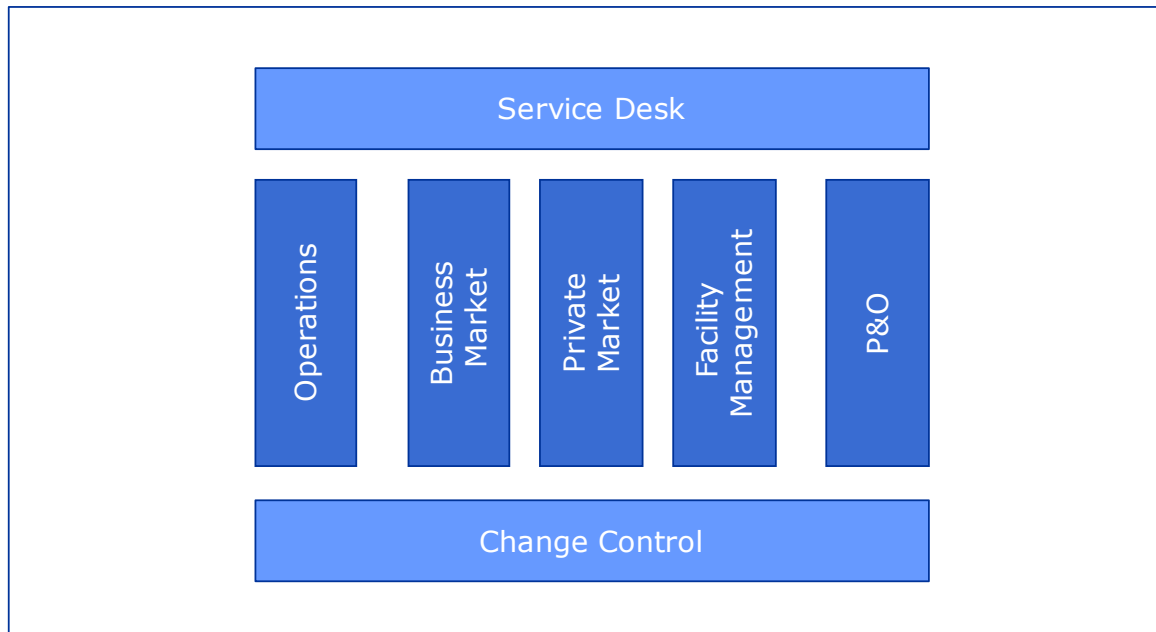 Service Desk
Operations
Business
Market
Private
Market
Facility
Management
P&O
Change Control